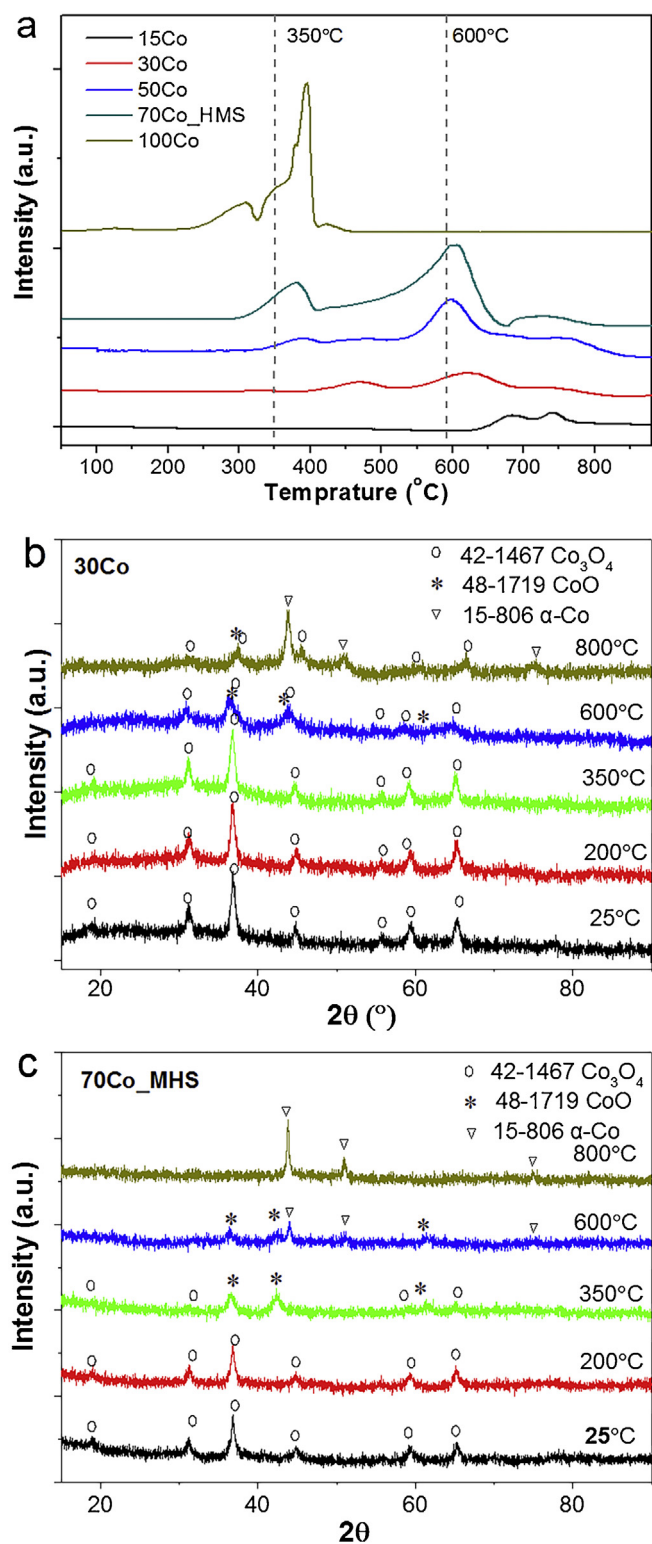 a
350°C
600°C
15Co
30Co
50Co
70Co_HMS
100Co
Intensity (a.u.)
100 200 300 400 500 600 700 800
Temprature (°C)
b
30Co
o 42-1467 Co₃O₄
* 48-1719 CoO
▽ 15-806 α-Co
800°C
600°C
350°C
200°C
25°C
Intensity (a.u.)
20 40 60 80
2θ (°)
c
70Co_MHS
o 42-1467 Co₃O₄
* 48-1719 CoO
▽ 15-806 α-Co
800°C
600°C
350°C
200°C
25°C
Intensity (a.u.)
20 40 60 80
2θ